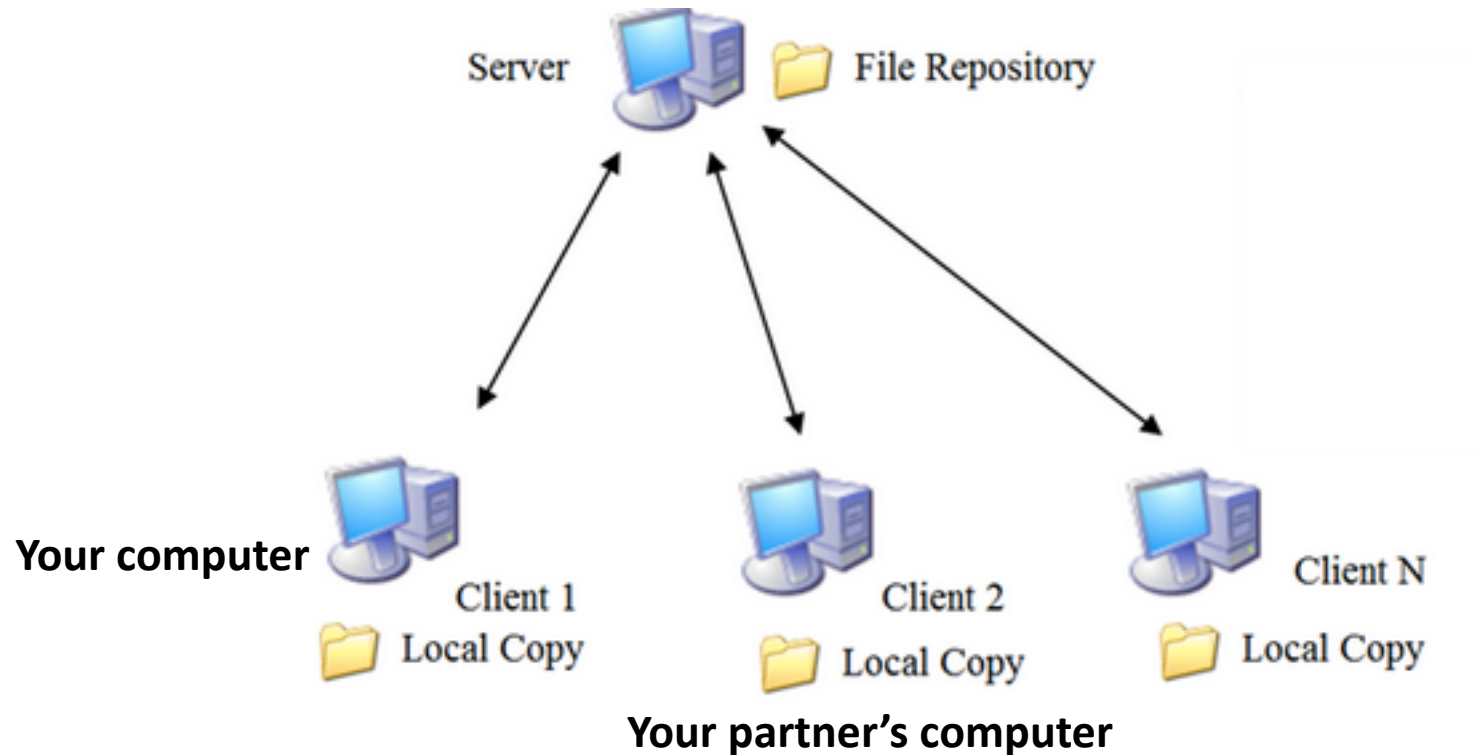 Server
File Repository
Your computer
Client 1
Local Copy
Client 2
Local Copy
Client N
Local Copy
Your partner’s computer